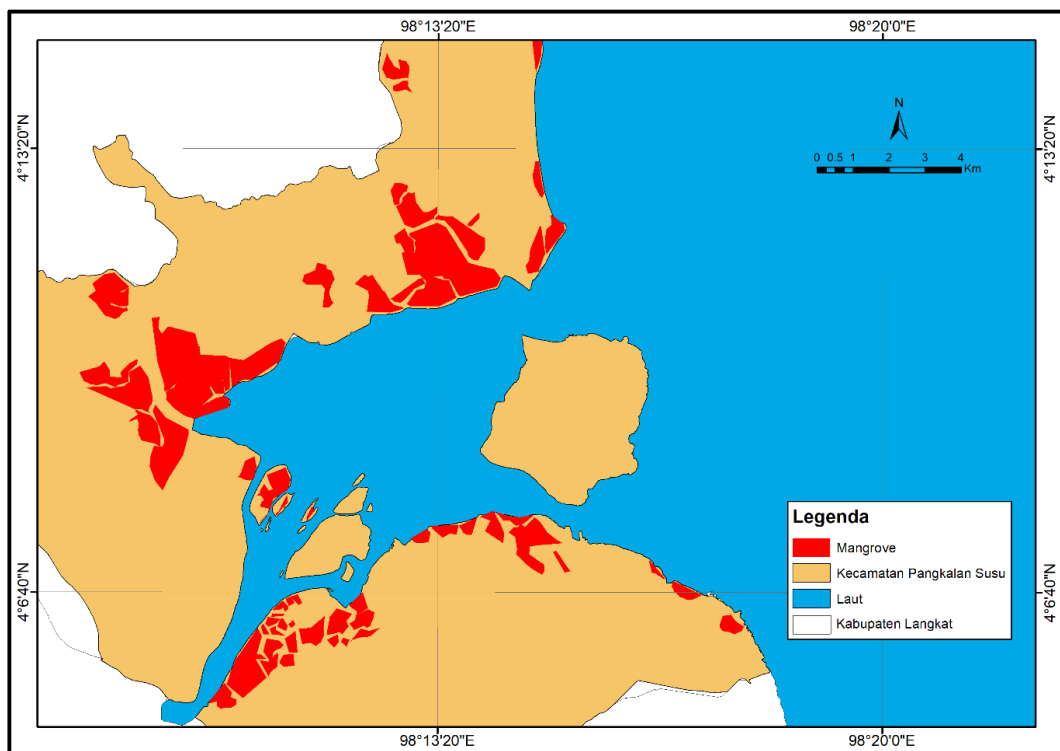 98°13'20"E 98°20'0"E
4°13'20"N 4°13'20"N
N
0 0.5 1 2 3 4
Km
Legenda
Mangrove
Kecamatan Pangkalan Susu
Laut
Kabupaten Langkat
4°6'40"N 4°6'40"N
98°13'20"E 98°20'0"E